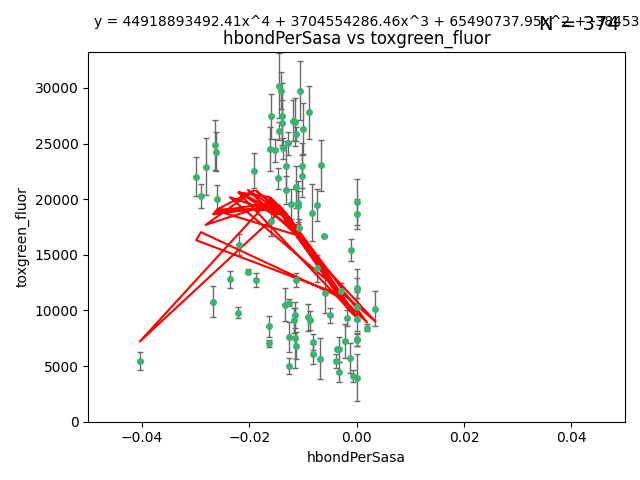 y = 44918893492.41x^4 + 3704554286.46x^3 + 65490737.95x^2 + -38453
N = 374
hbondPerSasa vs toxgreen_fluor
toxgreen_fluor
30000
25000
20000
15000
10000
5000
0
−0.04 −0.02 0.00 0.02 0.04
hbondPerSasa